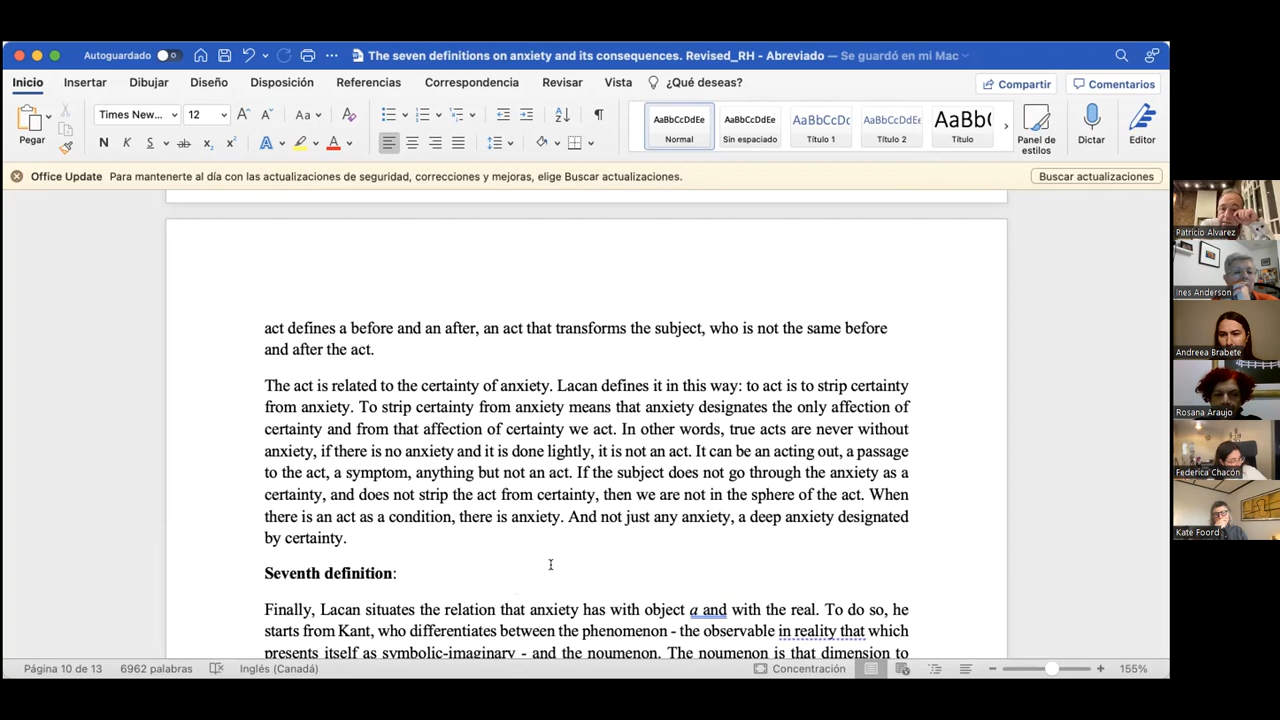 Autoguardado
The seven definitions on anxiety and its consequences. Revised_RH - Abreviado — Se guardó en mi Mac
Inicio Insertar Dibujar Diseño Disposición Referencias Correspondencia Revisar Vista ¿Qué deseas? Compartir Comentarios
Times New... 12 A A Aa A
Pegar
N K S ab x₂ x² A A
AaBbCcDdEe AaBbCcDdEe AaBbCcDc AaBbCcDdEe AaBb(
Normal Sin espaciado Título 1 Título 2 Título
Panel de estilos
Dictar
Editor
Office Update Para mantenerte al día con las actualizaciones de seguridad, correcciones y mejoras, elige Buscar actualizaciones. Buscar actualizaciones
act defines a before and an after, an act that transforms the subject, who is not the same before
and after the act.
The act is related to the certainty of anxiety. Lacan defines it in this way: to act is to strip certainty
from anxiety. To strip certainty from anxiety means that anxiety designates the only affection of
certainty and from that affection of certainty we act. In other words, true acts are never without
anxiety, if there is no anxiety and it is done lightly, it is not an act. It can be an acting out, a passage
to the act, a symptom, anything but not an act. If the subject does not go through the anxiety as a
certainty, and does not strip the act from certainty, then we are not in the sphere of the act. When
there is an act as a condition, there is anxiety. And not just any anxiety, a deep anxiety designated
by certainty.
Seventh definition:
Finally, Lacan situates the relation that anxiety has with object a and with the real. To do so, he
starts from Kant, who differentiates between the phenomenon - the observable in reality that which
presents itself as symbolic-imaginary - and the noumenon. The noumenon is that dimension to
Página 10 de 13 6962 palabras Inglés (Canadá) Concentración 155%
Patricio Alvarez
Ines Anderson
Andreea Brabete
Rosana Araujo
Federica Chacón
Kate Foord